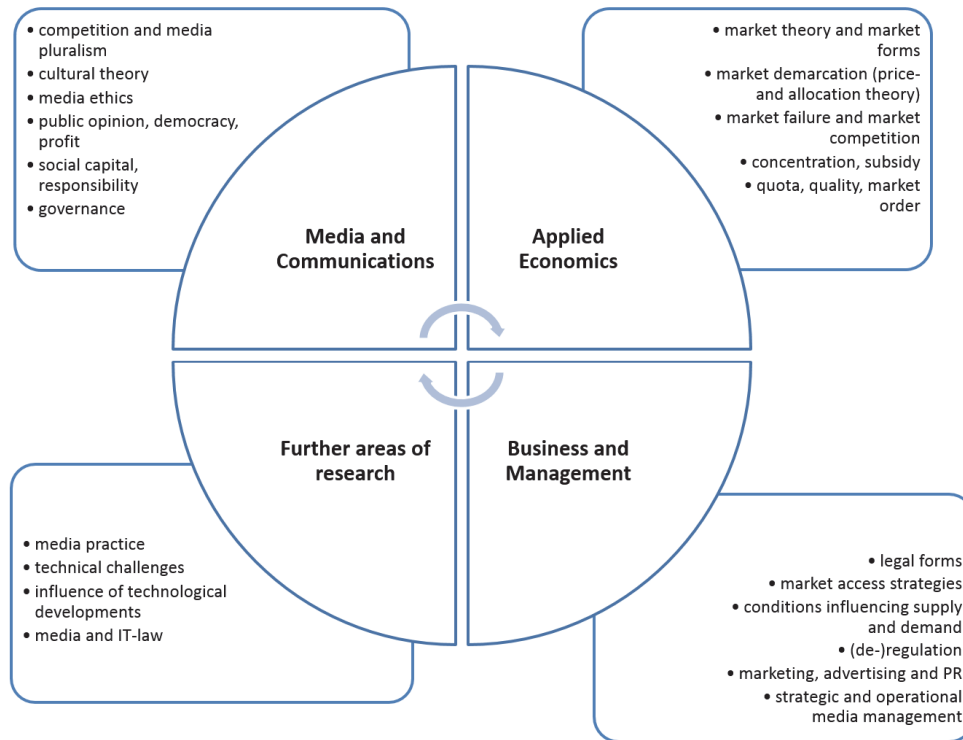 • competition and media
pluralism
• cultural theory
• media ethics
• public opinion, democracy,
profit
• social capital,
responsibility
• governance
• market theory and market
forms
• market demarcation (price-
and allocation theory)
• market failure and market
competition
• concentration, subsidy
• quota, quality, market
order
Media and
Communications
Applied
Economics
Further areas of
research
Business and
Management
• media practice
• technical challenges
• influence of technological
developments
• media and IT-law
• legal forms
• market access strategies
• conditions influencing supply
and demand
• (de-)regulation
• marketing, advertising and PR
• strategic and operational
media management